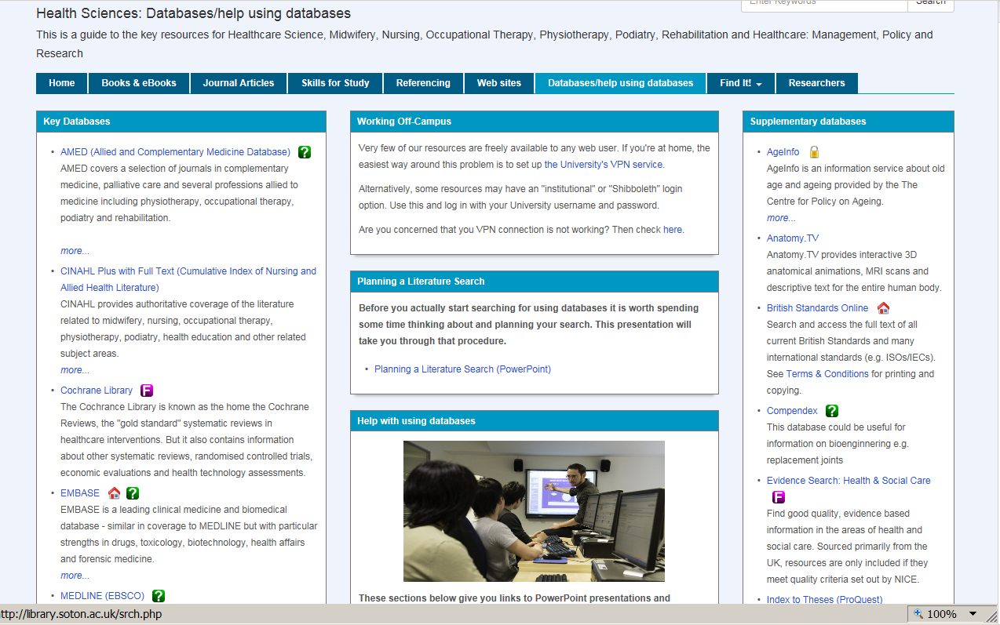 Health Sciences: Databases/help using databases
Enter Keywords
Search
This is a guide to the key resources for Healthcare Science, Midwifery, Nursing, Occupational Therapy, Physiotherapy, Podiatry, Rehabilitation and Healthcare: Management, Policy and
Research
Home
Books & eBooks
Journal Articles
Skills for Study
Referencing
Web sites
Databases/help using databases
Find It!
Researchers
Key Databases
• AMED (Allied and Complementary Medicine Database) ?
AMED covers a selection of journals in complementary
medicine, palliative care and several professions allied to
medicine including physiotherapy, occupational therapy,
podiatry and rehabilitation.
more...
• CINAHL Plus with Full Text (Cumulative Index of Nursing and
Allied Health Literature)
CINAHL provides authoritative coverage of the literature
related to midwifery, nursing, occupational therapy,
physiotherapy, podiatry, health education and other related
subject areas.
more...
• Cochrane Library F
The Cochrance Library is known as the home the Cochrane
Reviews, the "gold standard" systematic reviews in
healthcare interventions. But it also contains information
about other systematic reviews, randomised controlled trials,
economic evaluations and health technology assessments.
• EMBASE ?
EMBASE is a leading clinical medicine and biomedical
database - similar in coverage to MEDLINE but with particular
strengths in drugs, toxicology, biotechnology, health affairs
and forensic medicine.
more...
• MEDLINE (EBSCO) ?
Working Off-Campus
Very few of our resources are freely available to any web user. If you're at home, the
easiest way around this problem is to set up the University's VPN service.
Alternatively, some resources may have an "institutional" or "Shibboleth" login
option. Use this and log in with your University username and password.
Are you concerned that you VPN connection is not working? Then check here.
Planning a Literature Search
Before you actually start searching for using databases it is worth spending
some time thinking about and planning your search. This presentation will
take you through that procedure.
• Planning a Literature Search (PowerPoint)
Help with using databases
These sections below give you links to PowerPoint presentations and
Supplementary databases
• AgeInfo
AgeInfo is an information service about old
age and ageing provided by the The
Centre for Policy on Ageing.
more...
• Anatomy.TV
Anatomy.TV provides interactive 3D
anatomical animations, MRI scans and
descriptive text for the entire human body.
• British Standards Online
Search and access the full text of all
current British Standards and many
international standards (e.g. ISOs/IECs).
See Terms & Conditions for printing and
copying.
• Compendex ?
This database could be useful for
information on bioenginnering e.g.
replacement joints
• Evidence Search: Health & Social Care
F
Find good quality, evidence based
information in the areas of health and
social care. Sourced primarily from the
UK, resources are only included if they
meet quality criteria set out by NICE.
• Index to Theses (ProQuest)
ttp://library.soton.ac.uk/srch.php
100%